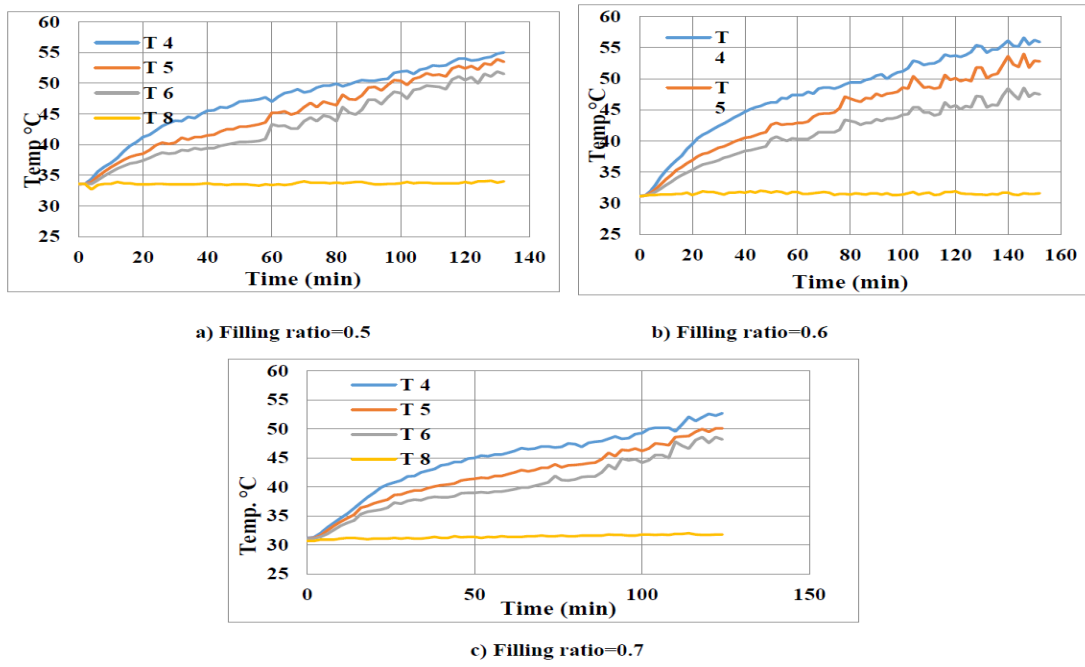 60
55
50
45
40
35
30
25
Temp °C
T 4
T 5
T 6
T 8
0 20 40 60 80 100 120 140
Time (min)
a) Filling ratio=0.5
60
55
50
45
40
35
30
25
Temp. °C
T
4
T
5
0 20 40 60 80 100 120 140 160
Time (min)
b) Filling ratio=0.6
60
55
50
45
40
35
30
25
Temp. °C
T 4
T 5
T 6
T 8
0 50 100 150
Time (min)
c) Filling ratio=0.7